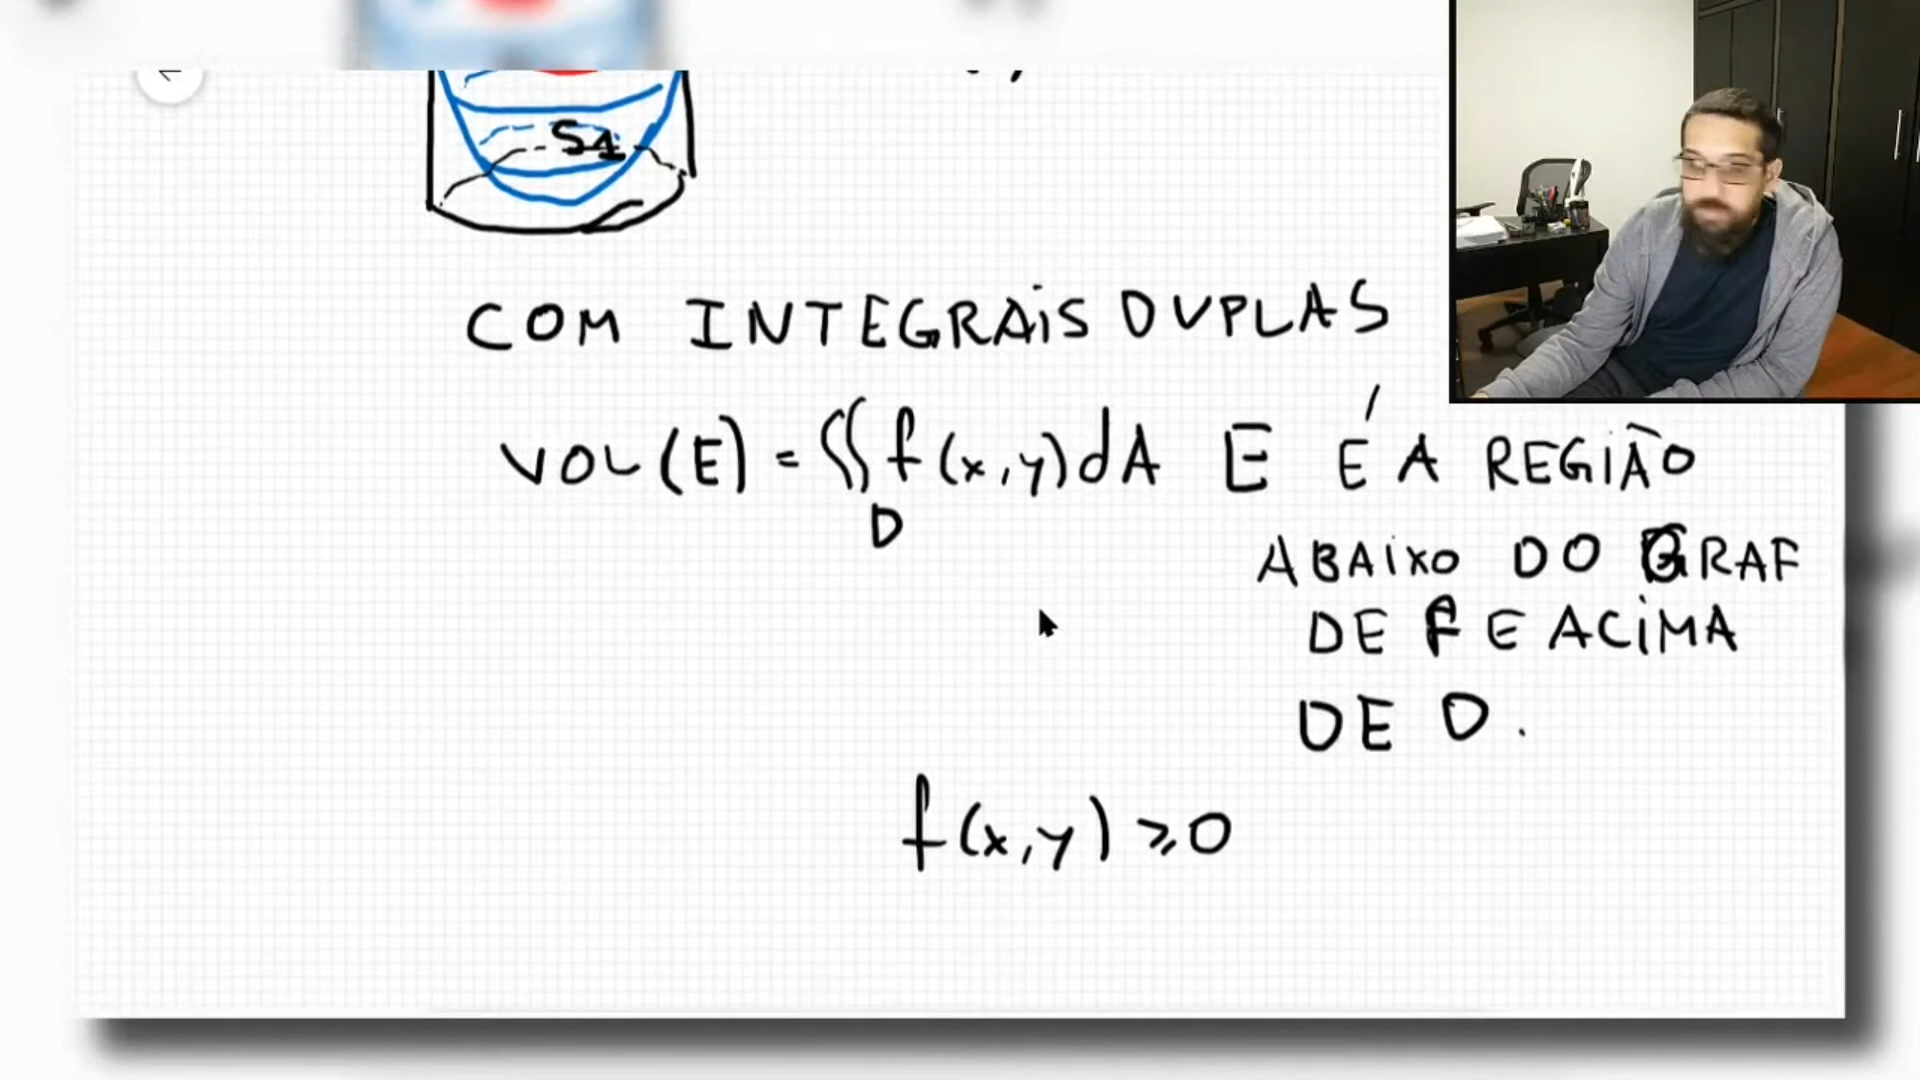 S1
COM INTEGRAIS DUPLAS
VOL(E) = ∬ f(x,y)dA E É A REGIÃO
D
ABAIXO DO GRAF
DE F E ACIMA
DE D.
f(x,y) ⩾ 0